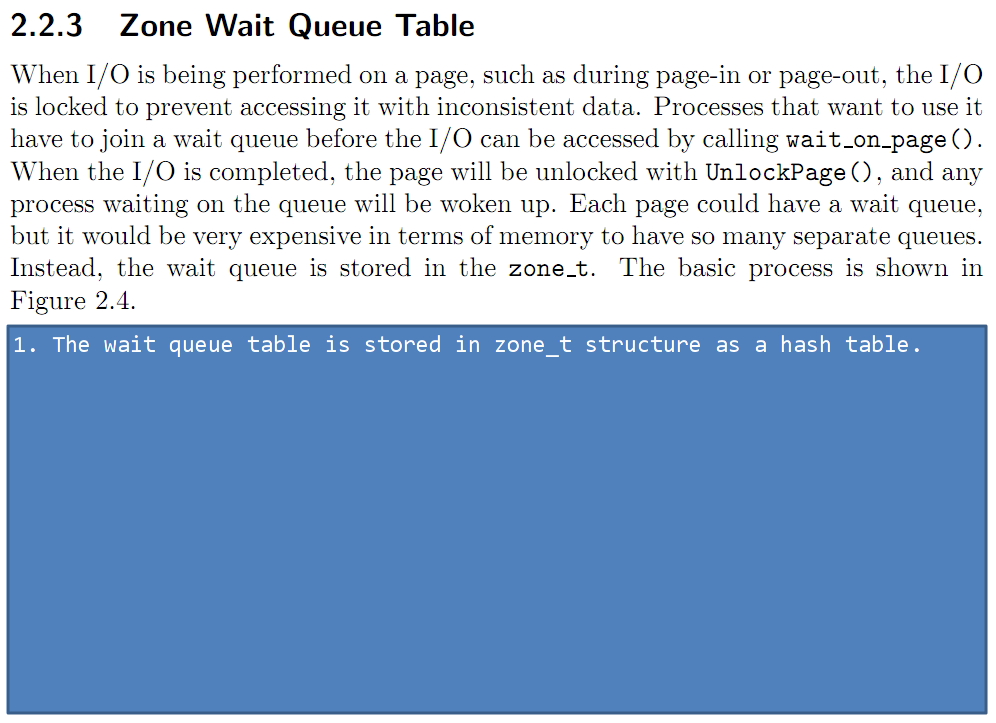 2.2.3 Zone Wait Queue Table
When I/O is being performed on a page, such as during page-in or page-out, the I/O
is locked to prevent accessing it with inconsistent data. Processes that want to use it
have to join a wait queue before the I/O can be accessed by calling wait_on_page().
When the I/O is completed, the page will be unlocked with UnlockPage(), and any
process waiting on the queue will be woken up. Each page could have a wait queue,
but it would be very expensive in terms of memory to have so many separate queues.
Instead, the wait queue is stored in the zone_t. The basic process is shown in
Figure 2.4.
1. The wait queue table is stored in zone_t structure as a hash table.